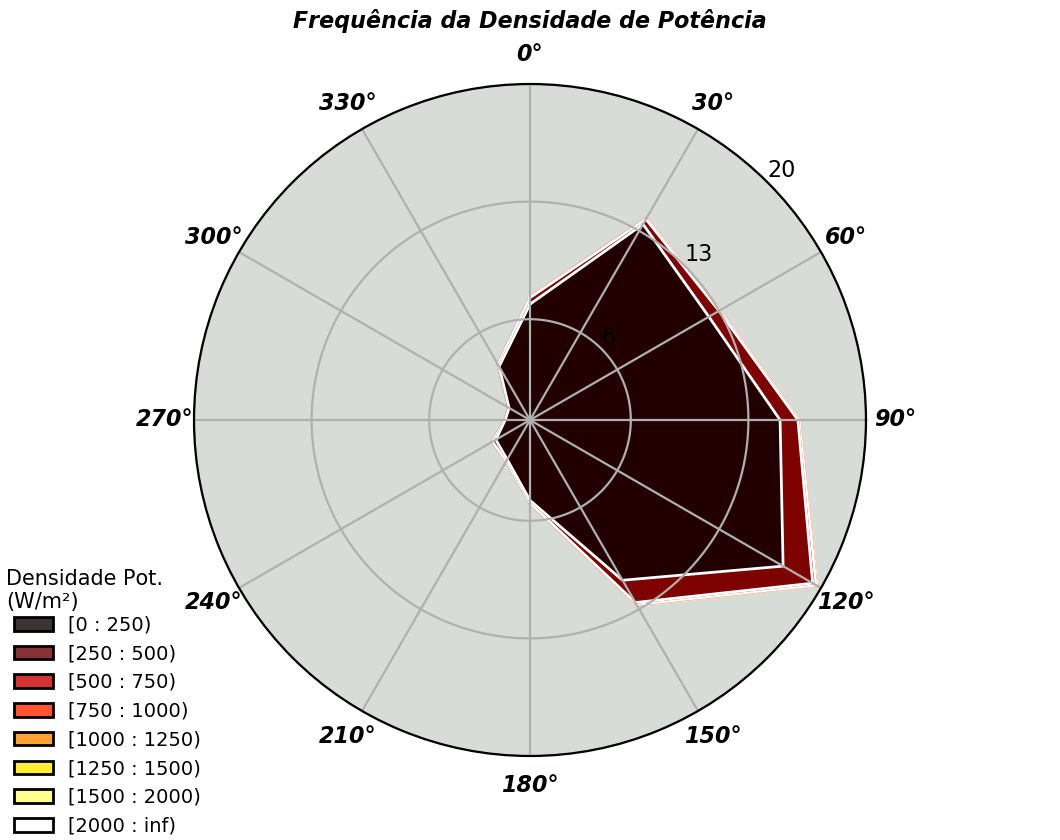 Frequência da Densidade de Potência
0°
30°
60°
90°
120°
150°
180°
210°
240°
270°
300°
330°
6
13
20
Densidade Pot.
(W/m²)
[0 : 250)
[250 : 500)
[500 : 750)
[750 : 1000)
[1000 : 1250)
[1250 : 1500)
[1500 : 2000)
[2000 : inf)